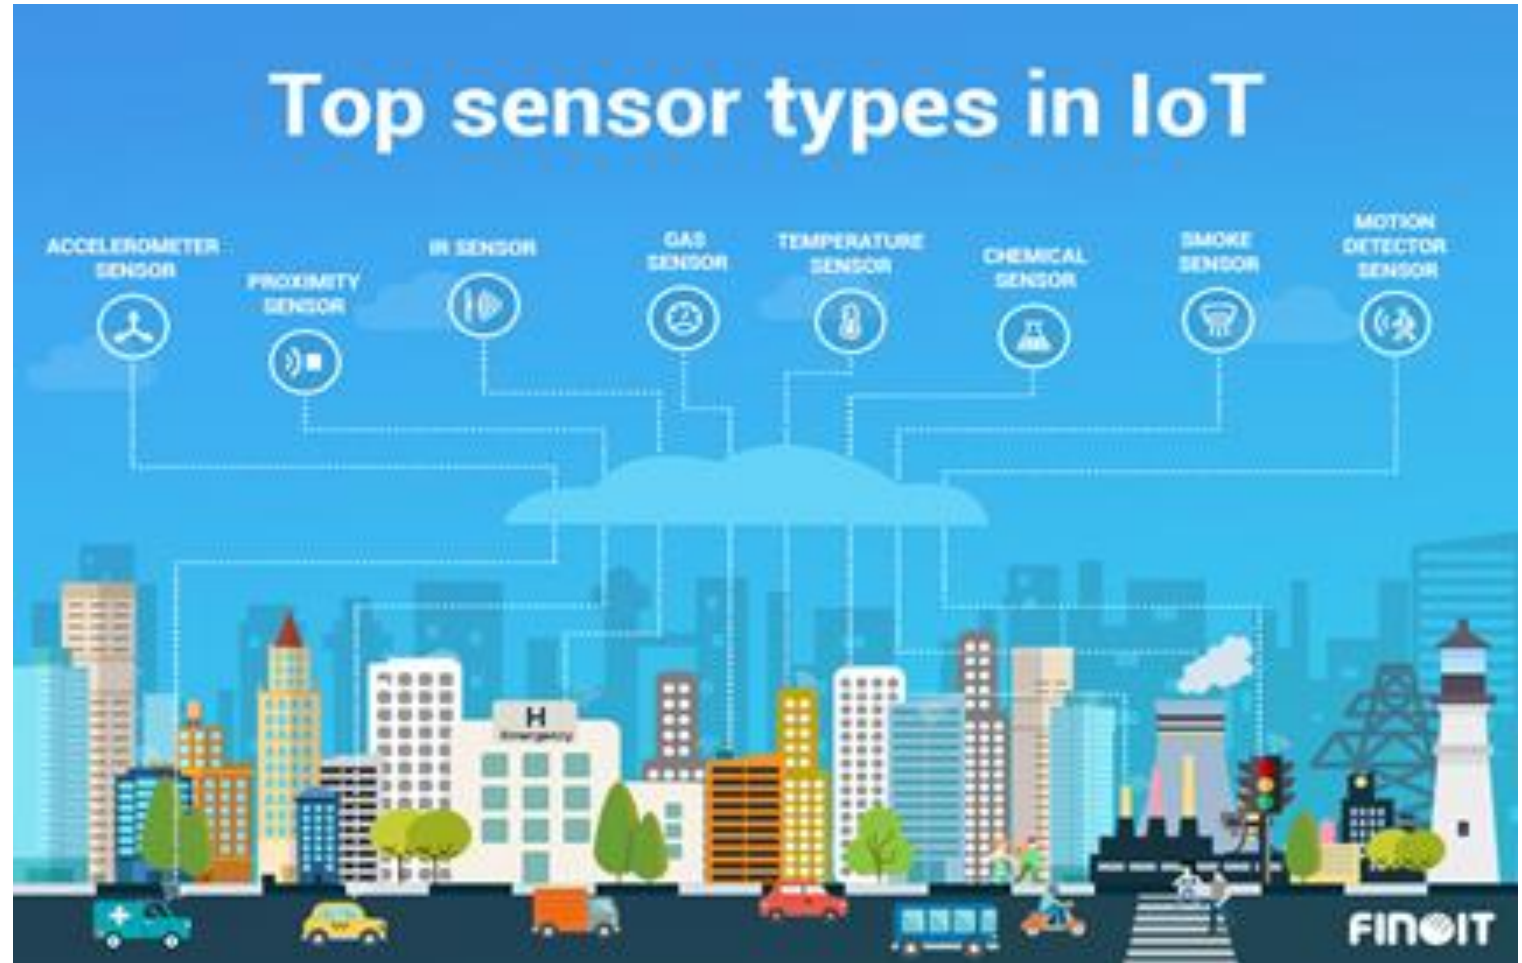 Top sensor types in IoT
ACCELEROMETER
SENSOR
PROXIMITY
SENSOR
IR SENSOR
GAS
SENSOR
TEMPERATURE
SENSOR
CHEMICAL
SENSOR
SMOKE
SENSOR
MOTION
DETECTOR
SENSOR
H
Emergency
FINOIT